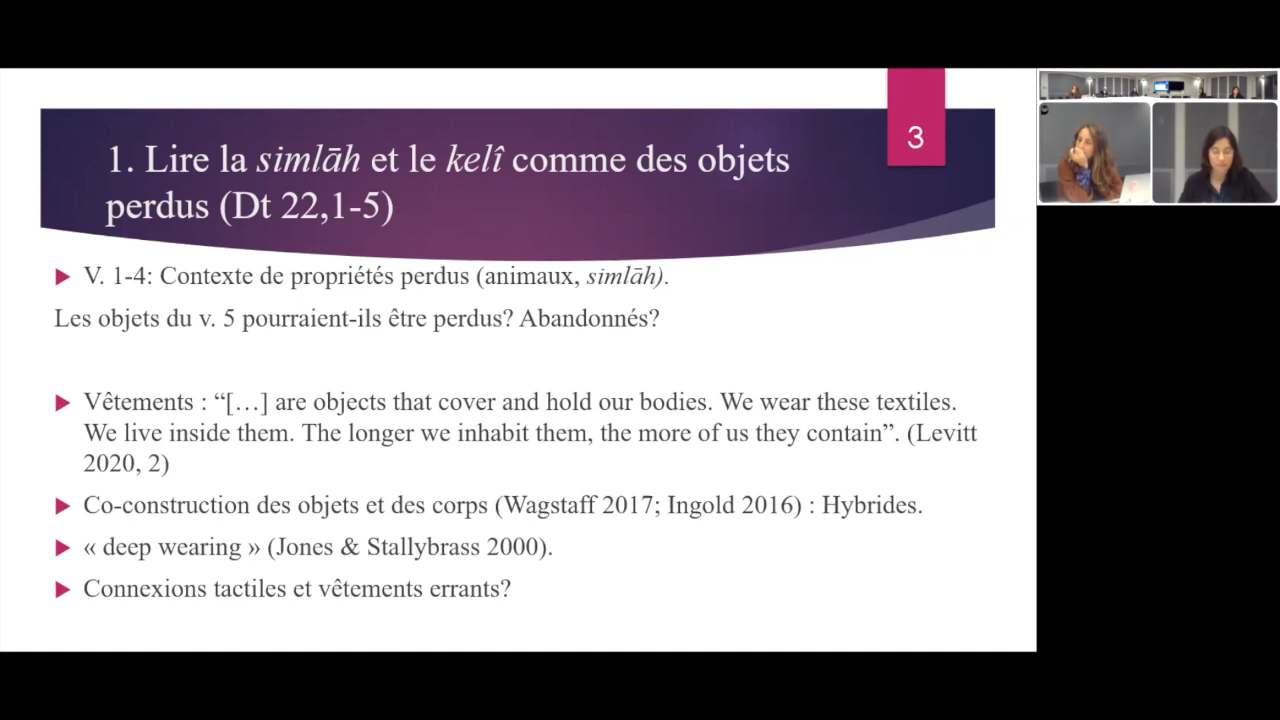 3
1. Lire la simlāh et le kelî comme des objets
perdus (Dt 22,1-5)
V. 1-4: Contexte de propriétés perdus (animaux, simlāh).
Les objets du v. 5 pourraient-ils être perdus? Abandonnés?
Vêtements : “[…] are objects that cover and hold our bodies. We wear these textiles.
We live inside them. The longer we inhabit them, the more of us they contain”. (Levitt
2020, 2)
Co-construction des objets et des corps (Wagstaff 2017; Ingold 2016) : Hybrides.
« deep wearing » (Jones & Stallybrass 2000).
Connexions tactiles et vêtements errants?